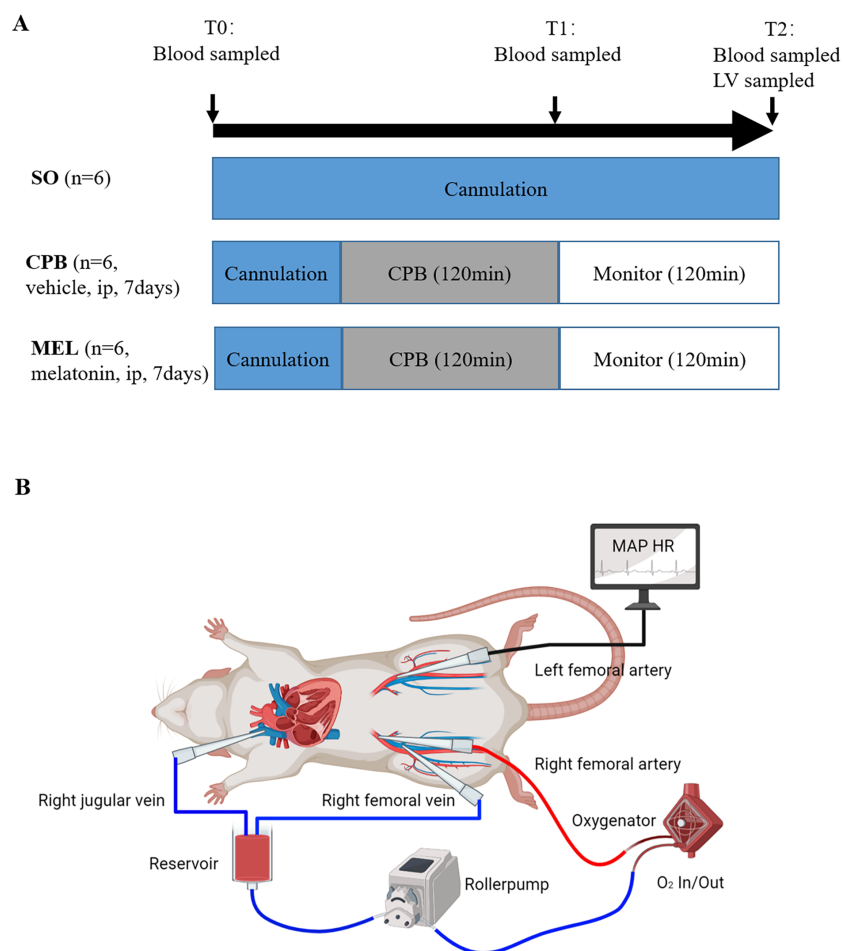 A
T0:
Blood sampled
T1:
Blood sampled
T2:
Blood sampled
LV sampled
SO (n=6)
Cannulation
CPB (n=6,
vehicle, ip, 7days)
Cannulation
CPB (120min)
Monitor (120min)
MEL (n=6,
melatonin, ip, 7days)
Cannulation
CPB (120min)
Monitor (120min)
B
MAP HR
Left femoral artery
Right femoral artery
Right jugular vein
Right femoral vein
Oxygenator
Reservoir
Rollerpump
O₂ In/Out